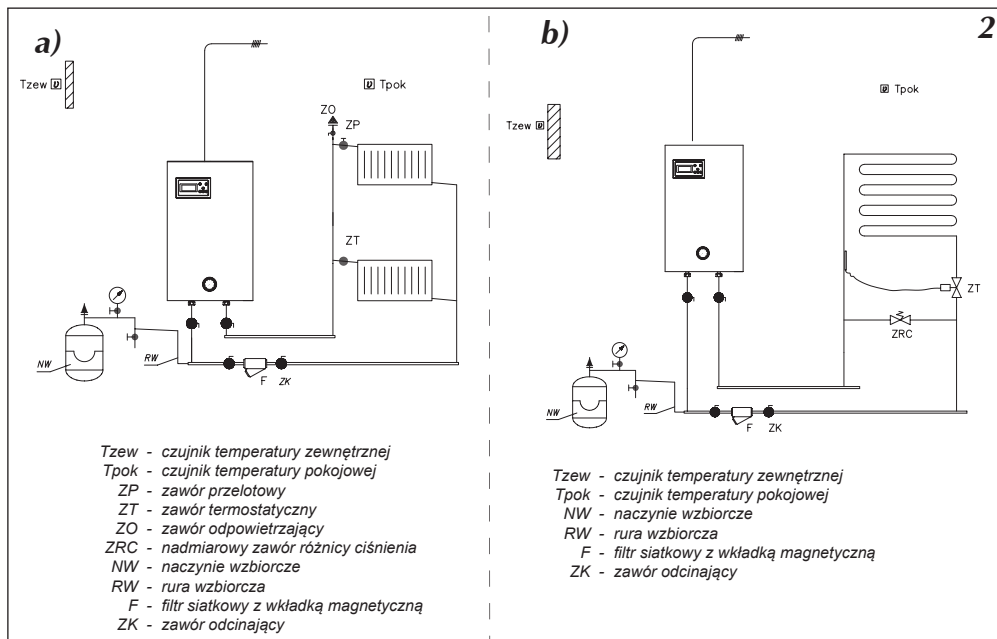 a)
Tzew
Tpok
ZO
ZP
ZT
NW
RW
F
ZK
Tzew - czujnik temperatury zewnętrznej
Tpok - czujnik temperatury pokojowej
ZP - zawór przelotowy
ZT - zawór termostatyczny
ZO - zawór odpowietrzający
ZRC - nadmiarowy zawór różnicy ciśnienia
NW - naczynie wzbiorcze
RW - rura wzbiorcza
F - filtr siatkowy z wkładką magnetyczną
ZK - zawór odcinający
b)
2
Tpok
Tzew
ZT
ZRC
NW
RW
F
ZK
Tzew - czujnik temperatury zewnętrznej
Tpok - czujnik temperatury pokojowej
NW - naczynie wzbiorcze
RW - rura wzbiorcza
F - filtr siatkowy z wkładką magnetyczną
ZK - zawór odcinający